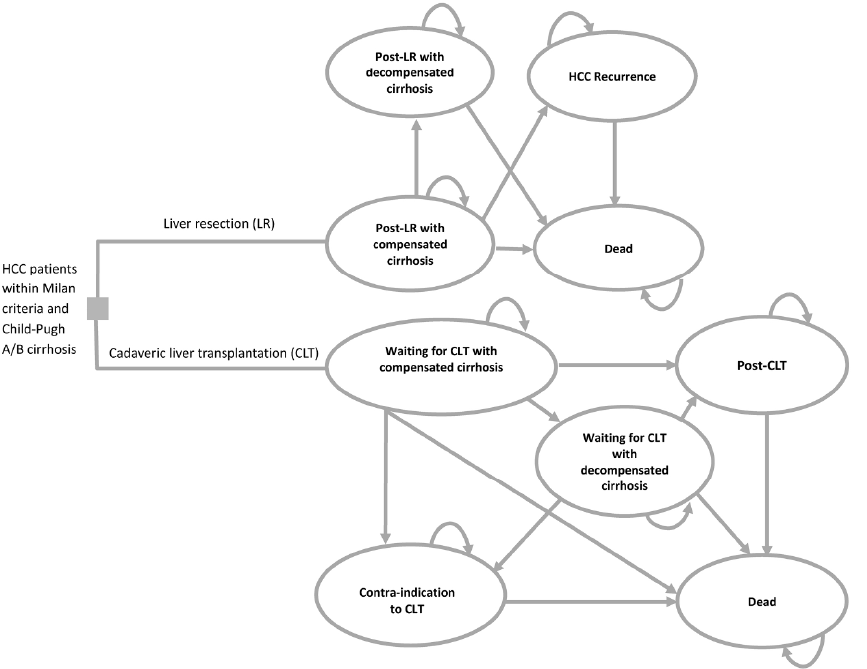 Post-LR with
decompensated
cirrhosis
HCC Recurrence
Liver resection (LR)
Post-LR with
compensated
cirrhosis
Dead
HCC patients
within Milan
criteria and
Child-Pugh
A/B cirrhosis
Cadaveric liver transplantation (CLT)
Waiting for CLT with
compensated cirrhosis
Post-CLT
Waiting for CLT
with
decompensated
cirrhosis
Contra-indication
to CLT
Dead